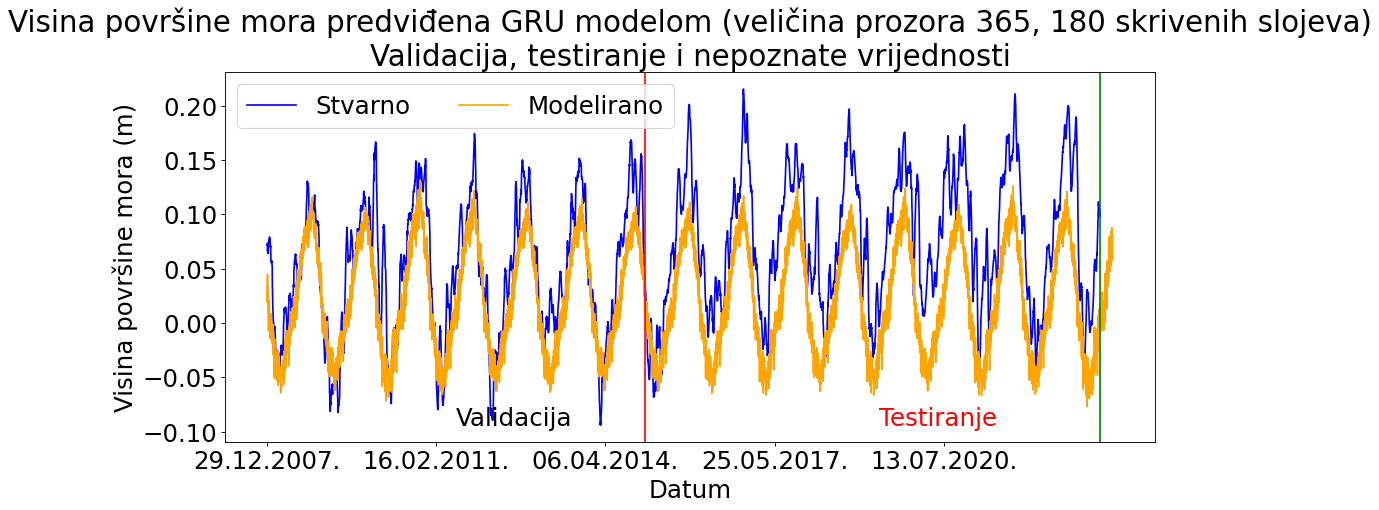 Visina površine mora predviđena GRU modelom (veličina prozora 365, 180 skrivenih slojeva)
Validacija, testiranje i nepoznate vrijednosti
Stvarno
Modelirano
Visina površine mora (m)
0.20
0.15
0.10
0.05
0.00
−0.05
−0.10
Validacija
Testiranje
29.12.2007.
16.02.2011.
06.04.2014.
25.05.2017.
13.07.2020.
Datum